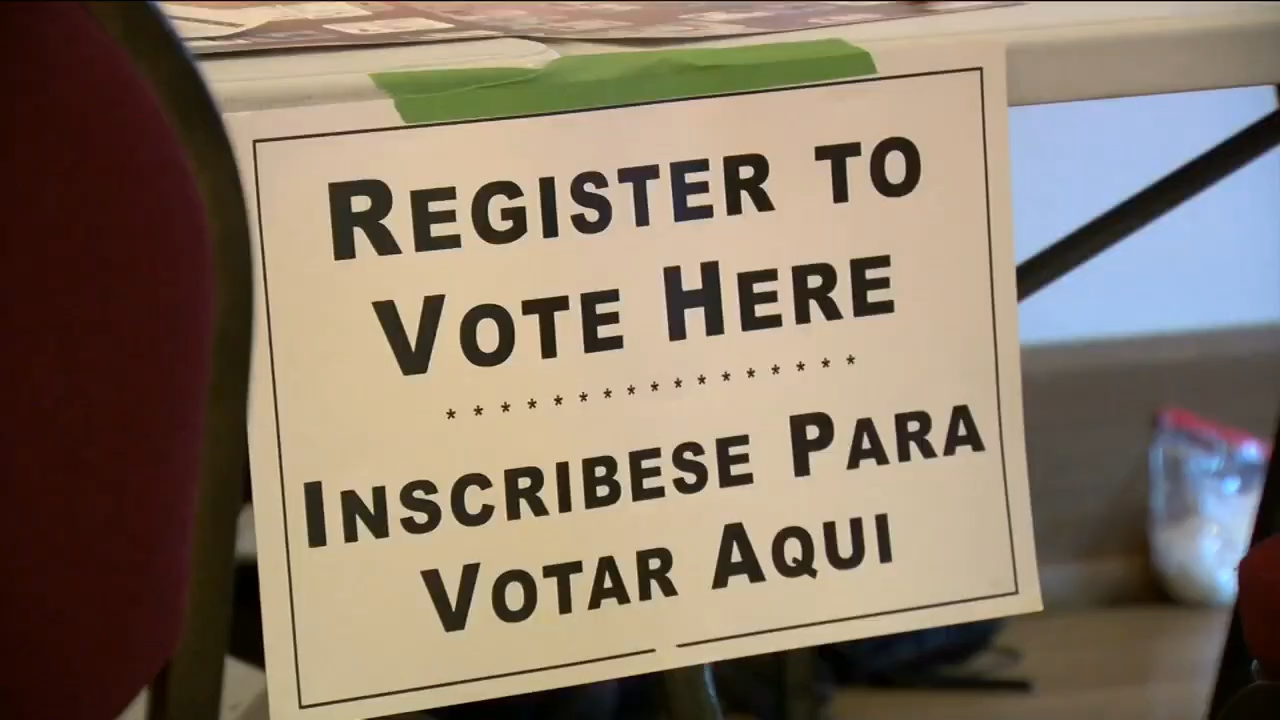 REGISTER TO
VOTE HERE
* * * * * * * * * * * * * * * *
INSCRIBESE PARA
VOTAR AQUI